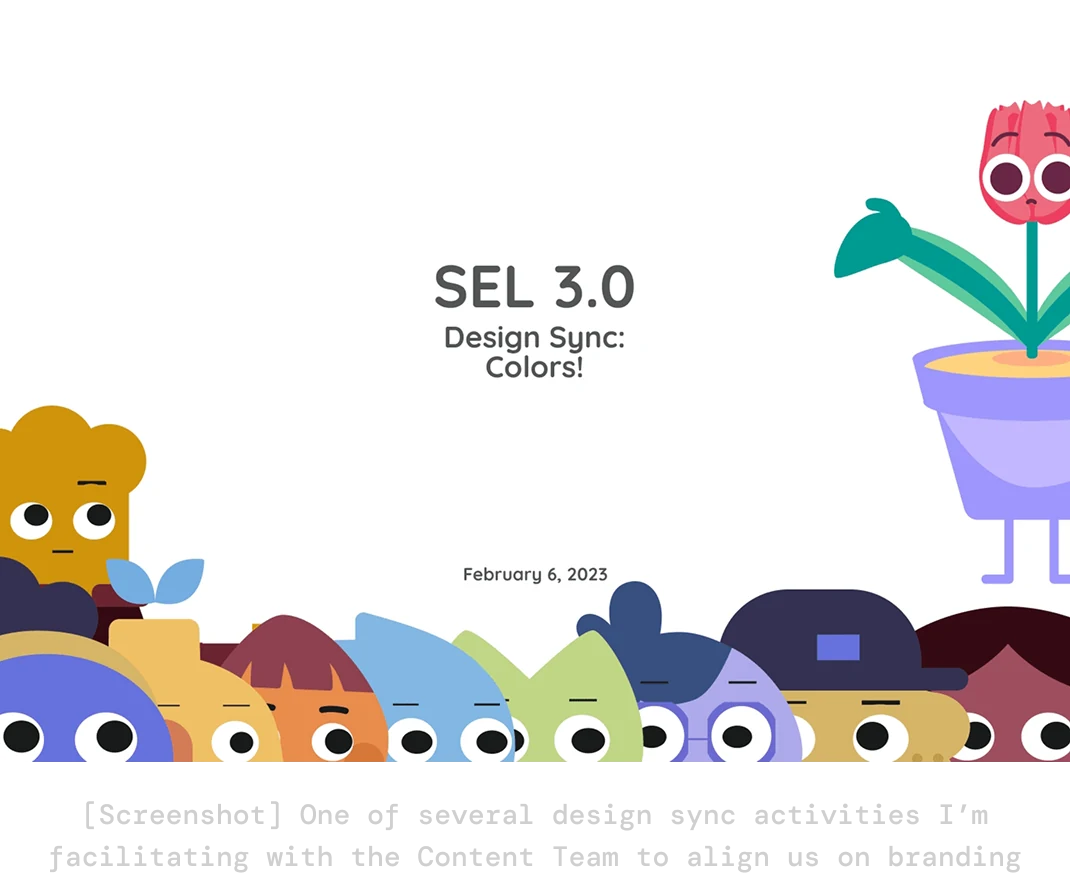 SEL 3.0
Design Sync:
Colors!
February 6, 2023
[Screenshot] One of several design sync activities I’m
facilitating with the Content Team to align us on branding